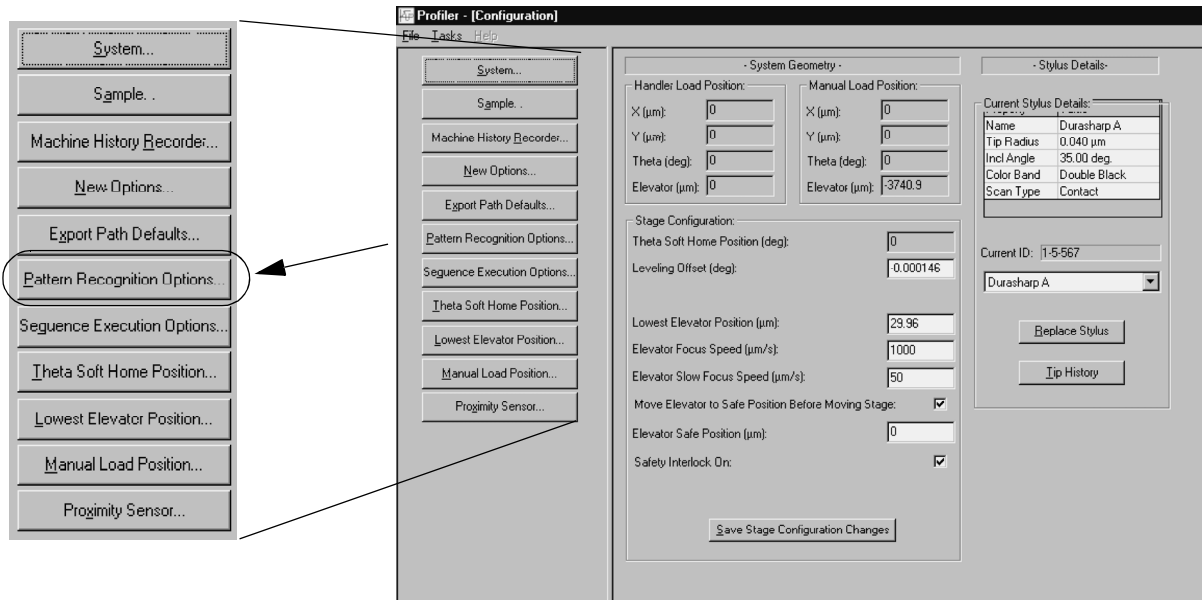 System...
Sample. .
Machine History Recorder...
New Options...
Export Path Defaults...
Pattern Recognition Options...
Sequence Execution Options...
Theta Soft Home Position...
Lowest Elevator Position...
Manual Load Position...
Proximity Sensor...
Profiler - [Configuration]
File Tasks Help
System...
Sample. .
Machine History Recorder...
New Options...
Export Path Defaults...
Pattern Recognition Options...
Sequence Execution Options...
Theta Soft Home Position...
Lowest Elevator Position...
Manual Load Position...
Proximity Sensor...
- System Geometry -
Handler Load Position:
X (µm): 0
Y (µm): 0
Theta (deg): 0
Elevator (µm): 0
Manual Load Position:
X (µm): 0
Y (µm): 0
Theta (deg): 0
Elevator (µm): -3740.9
Stage Configuration:
Theta Soft Home Position (deg): 0
Leveling Offset (deg): -0.000146
Lowest Elevator Position (µm): 29.96
Elevator Focus Speed (µm/s): 1000
Elevator Slow Focus Speed (µm/s): 50
Move Elevator to Safe Position Before Moving Stage:
Elevator Safe Position (µm): 0
Safety Interlock On:
Save Stage Configuration Changes
- Stylus Details-
Current Stylus Details:
Name Durasharp A
Tip Radius 0.040 µm
Incl Angle 35.00 deg.
Color Band Double Black
Scan Type Contact
Current ID: 1-5-567
Durasharp A
Replace Stylus
Tip History